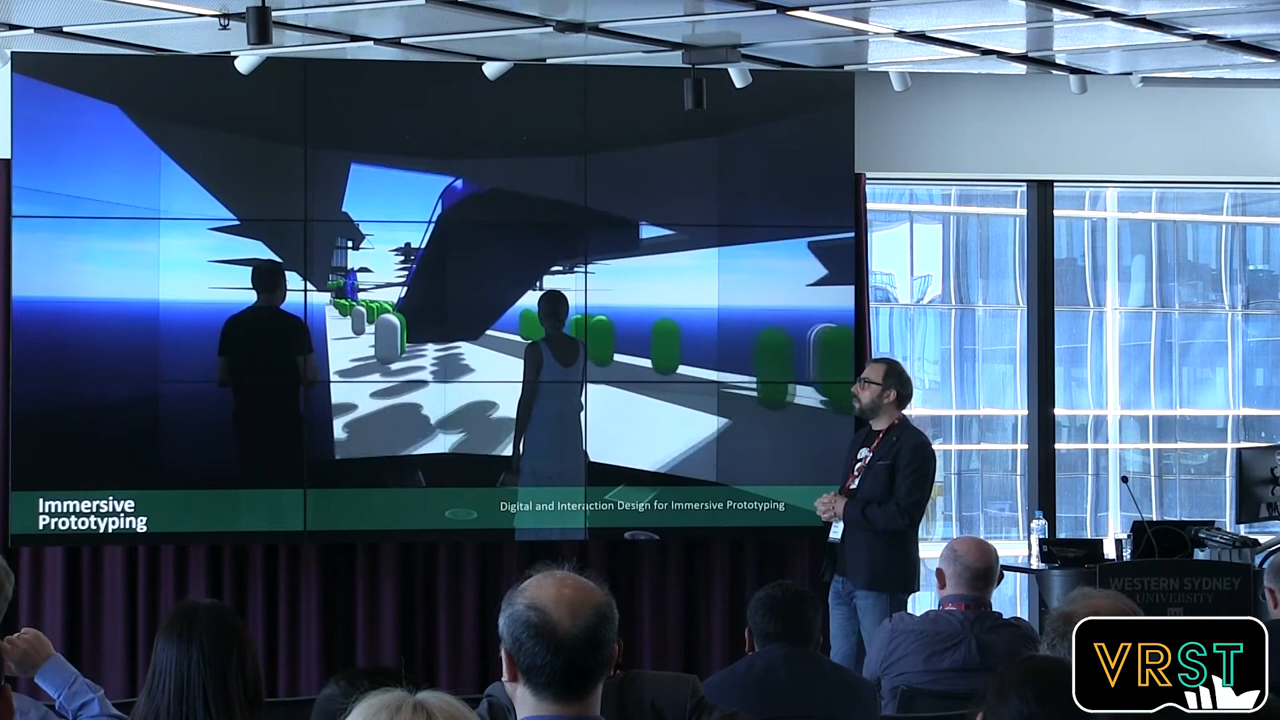 Immersive
Prototyping
Digital and Interaction Design for Immersive Prototyping
WESTERN SYDNEY
UNIVERSITY
VRST